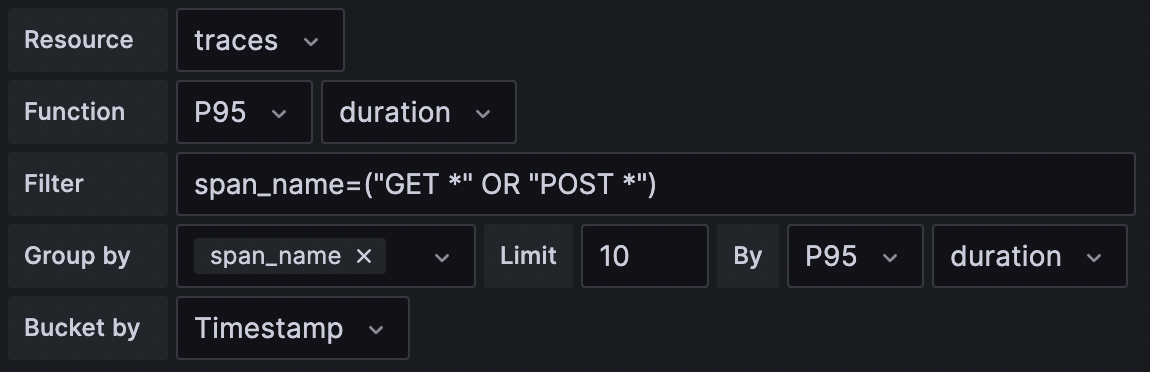 Resource traces
Function P95 duration
Filter span_name=("GET *" OR "POST *")
Group by span_name × Limit 10 By P95 duration
Bucket by Timestamp